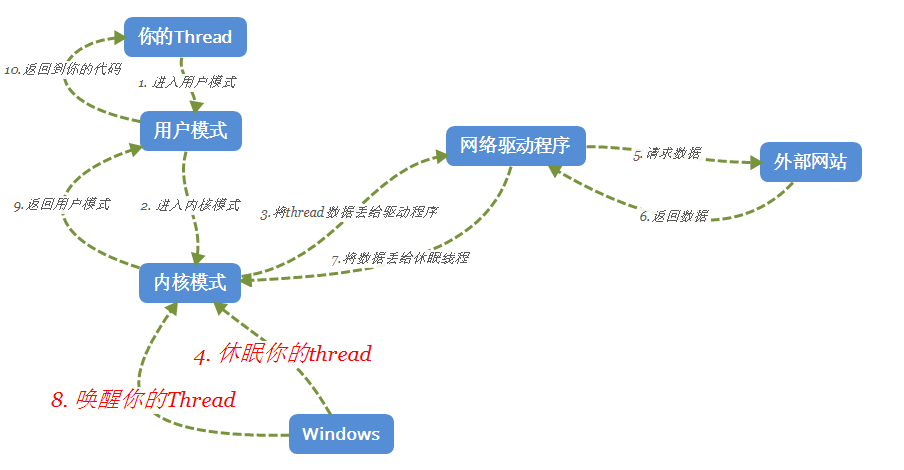 你的Thread
10.返回到你的代码
1. 进入用户模式
用户模式
网络驱动程序
5.请求数据
外部网站
9.返回用户模式
2. 进入内核模式
3.将thread数据丢给驱动程序
6.返回数据
7.将数据丢给休眠线程
内核模式
4. 休眠你的thread
8. 唤醒你的Thread
Windows